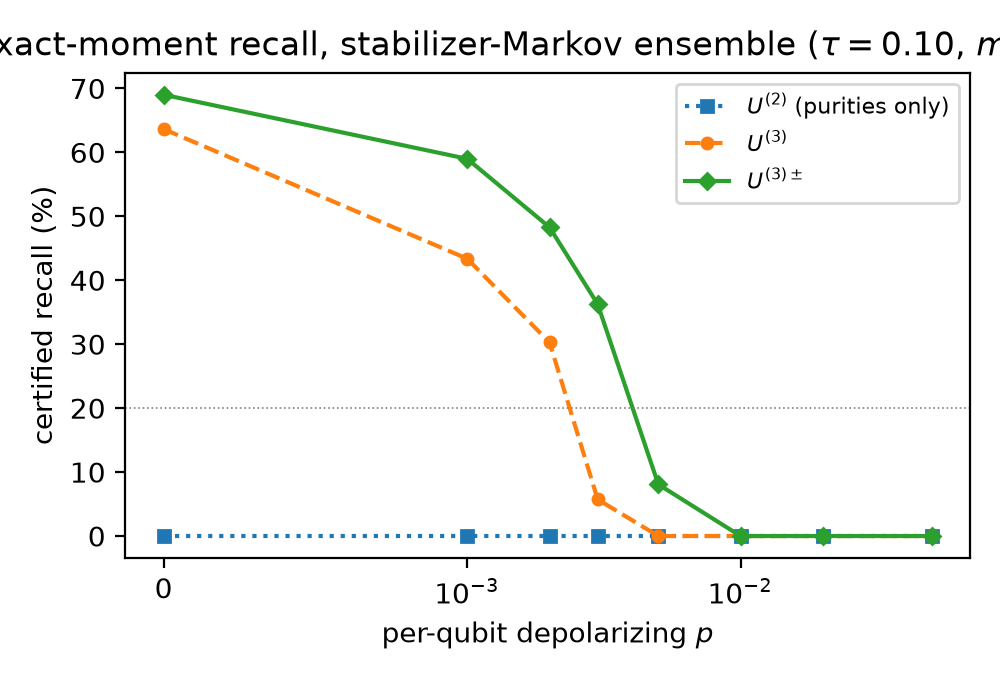 xact-moment recall, stabilizer-Markov ensemble (τ = 0.10, m
U⁽²⁾ (purities only)
U⁽³⁾
U⁽³⁾ ±
certified recall (%)
70
60
50
40
30
20
10
0
0
10⁻³
10⁻²
per-qubit depolarizing p